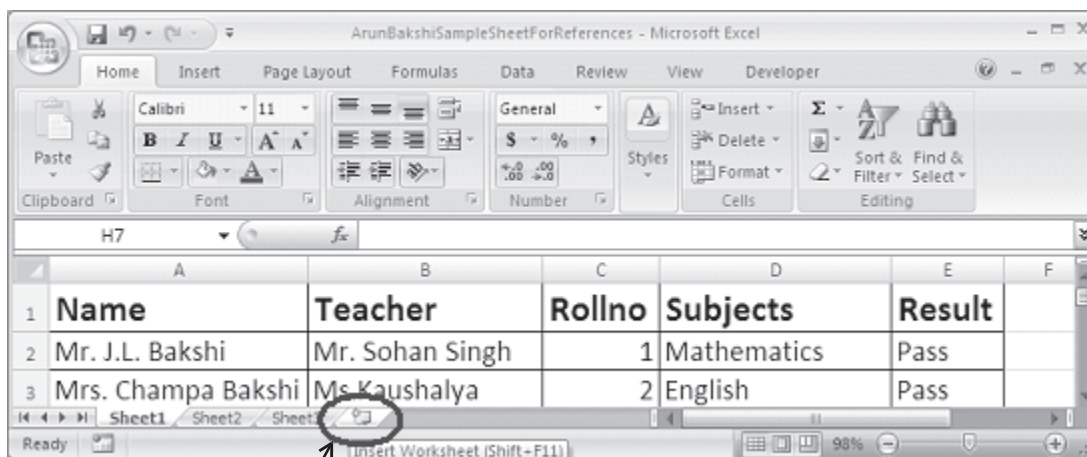 ArunBakshiSampleSheetForReferences - Microsoft Excel
Home Insert Page Layout Formulas Data Review View Developer
Calibri 11 General Insert Σ
B I U A A $ % , Delete
Paste Styles Format Sort & Filter Find & Select
Clipboard Font Alignment Number Cells Editing
H7 fx
A B C D E F
1 Name Teacher Rollno Subjects Result
2 Mr. J.L. Bakshi Mr. Sohan Singh 1 Mathematics Pass
3 Mrs. Champa Bakshi Ms Kaushalya 2 English Pass
Sheet1 Sheet2 Sheet
Ready Insert Worksheet (Shift+F11) 98%